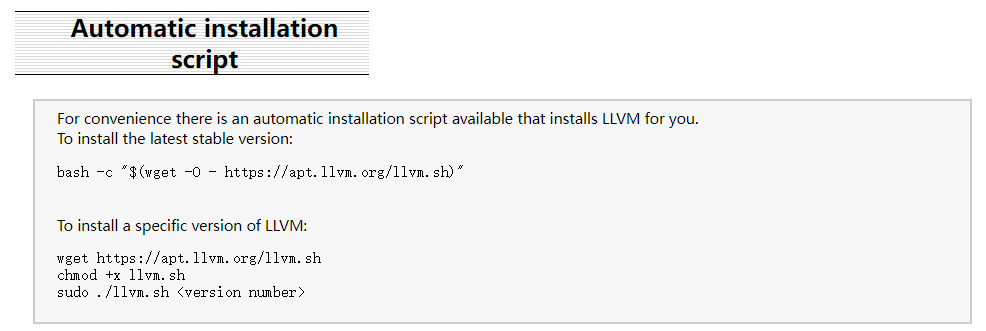 Automatic installation
script
For convenience there is an automatic installation script available that installs LLVM for you.
To install the latest stable version:
bash -c "$(wget -O - https://apt.llvm.org/llvm.sh)"
To install a specific version of LLVM:
wget https://apt.llvm.org/llvm.sh
chmod +x llvm.sh
sudo ./llvm.sh <version number>